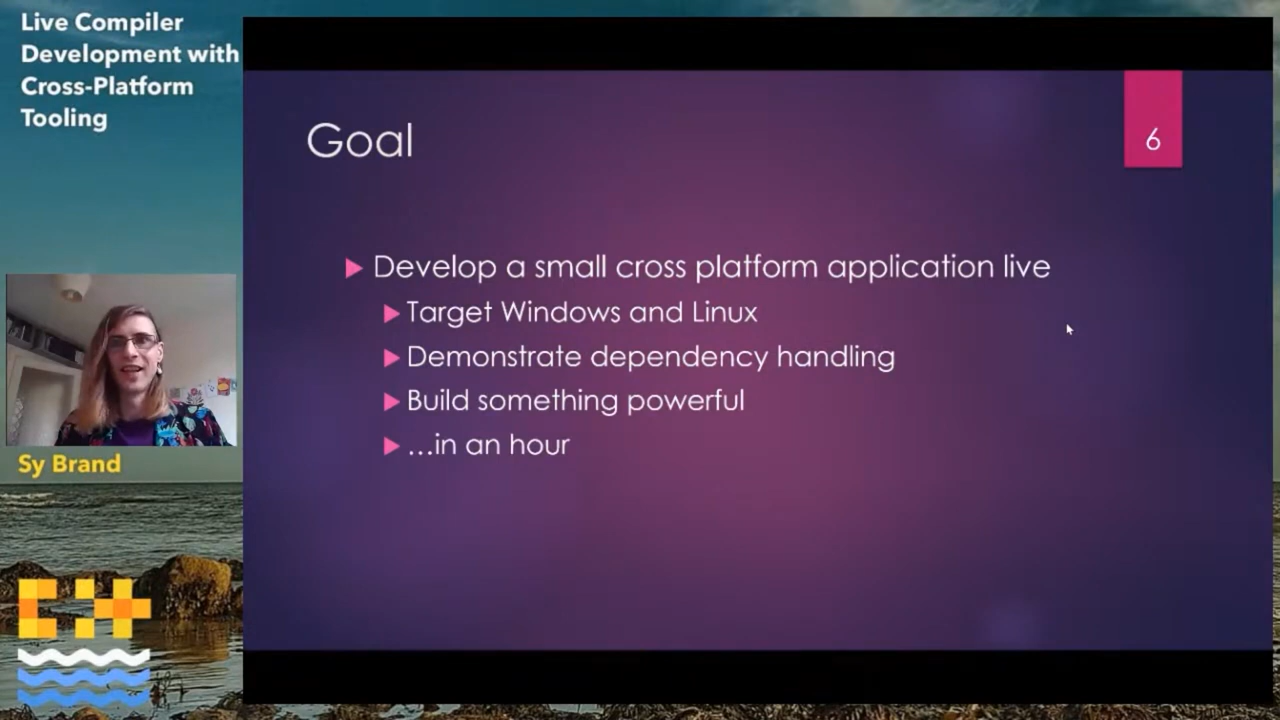 Live Compiler
Development with
Cross-Platform
Tooling
Goal
6
Develop a small cross platform application live
Target Windows and Linux
Demonstrate dependency handling
Build something powerful
...in an hour
Sy Brand
C++